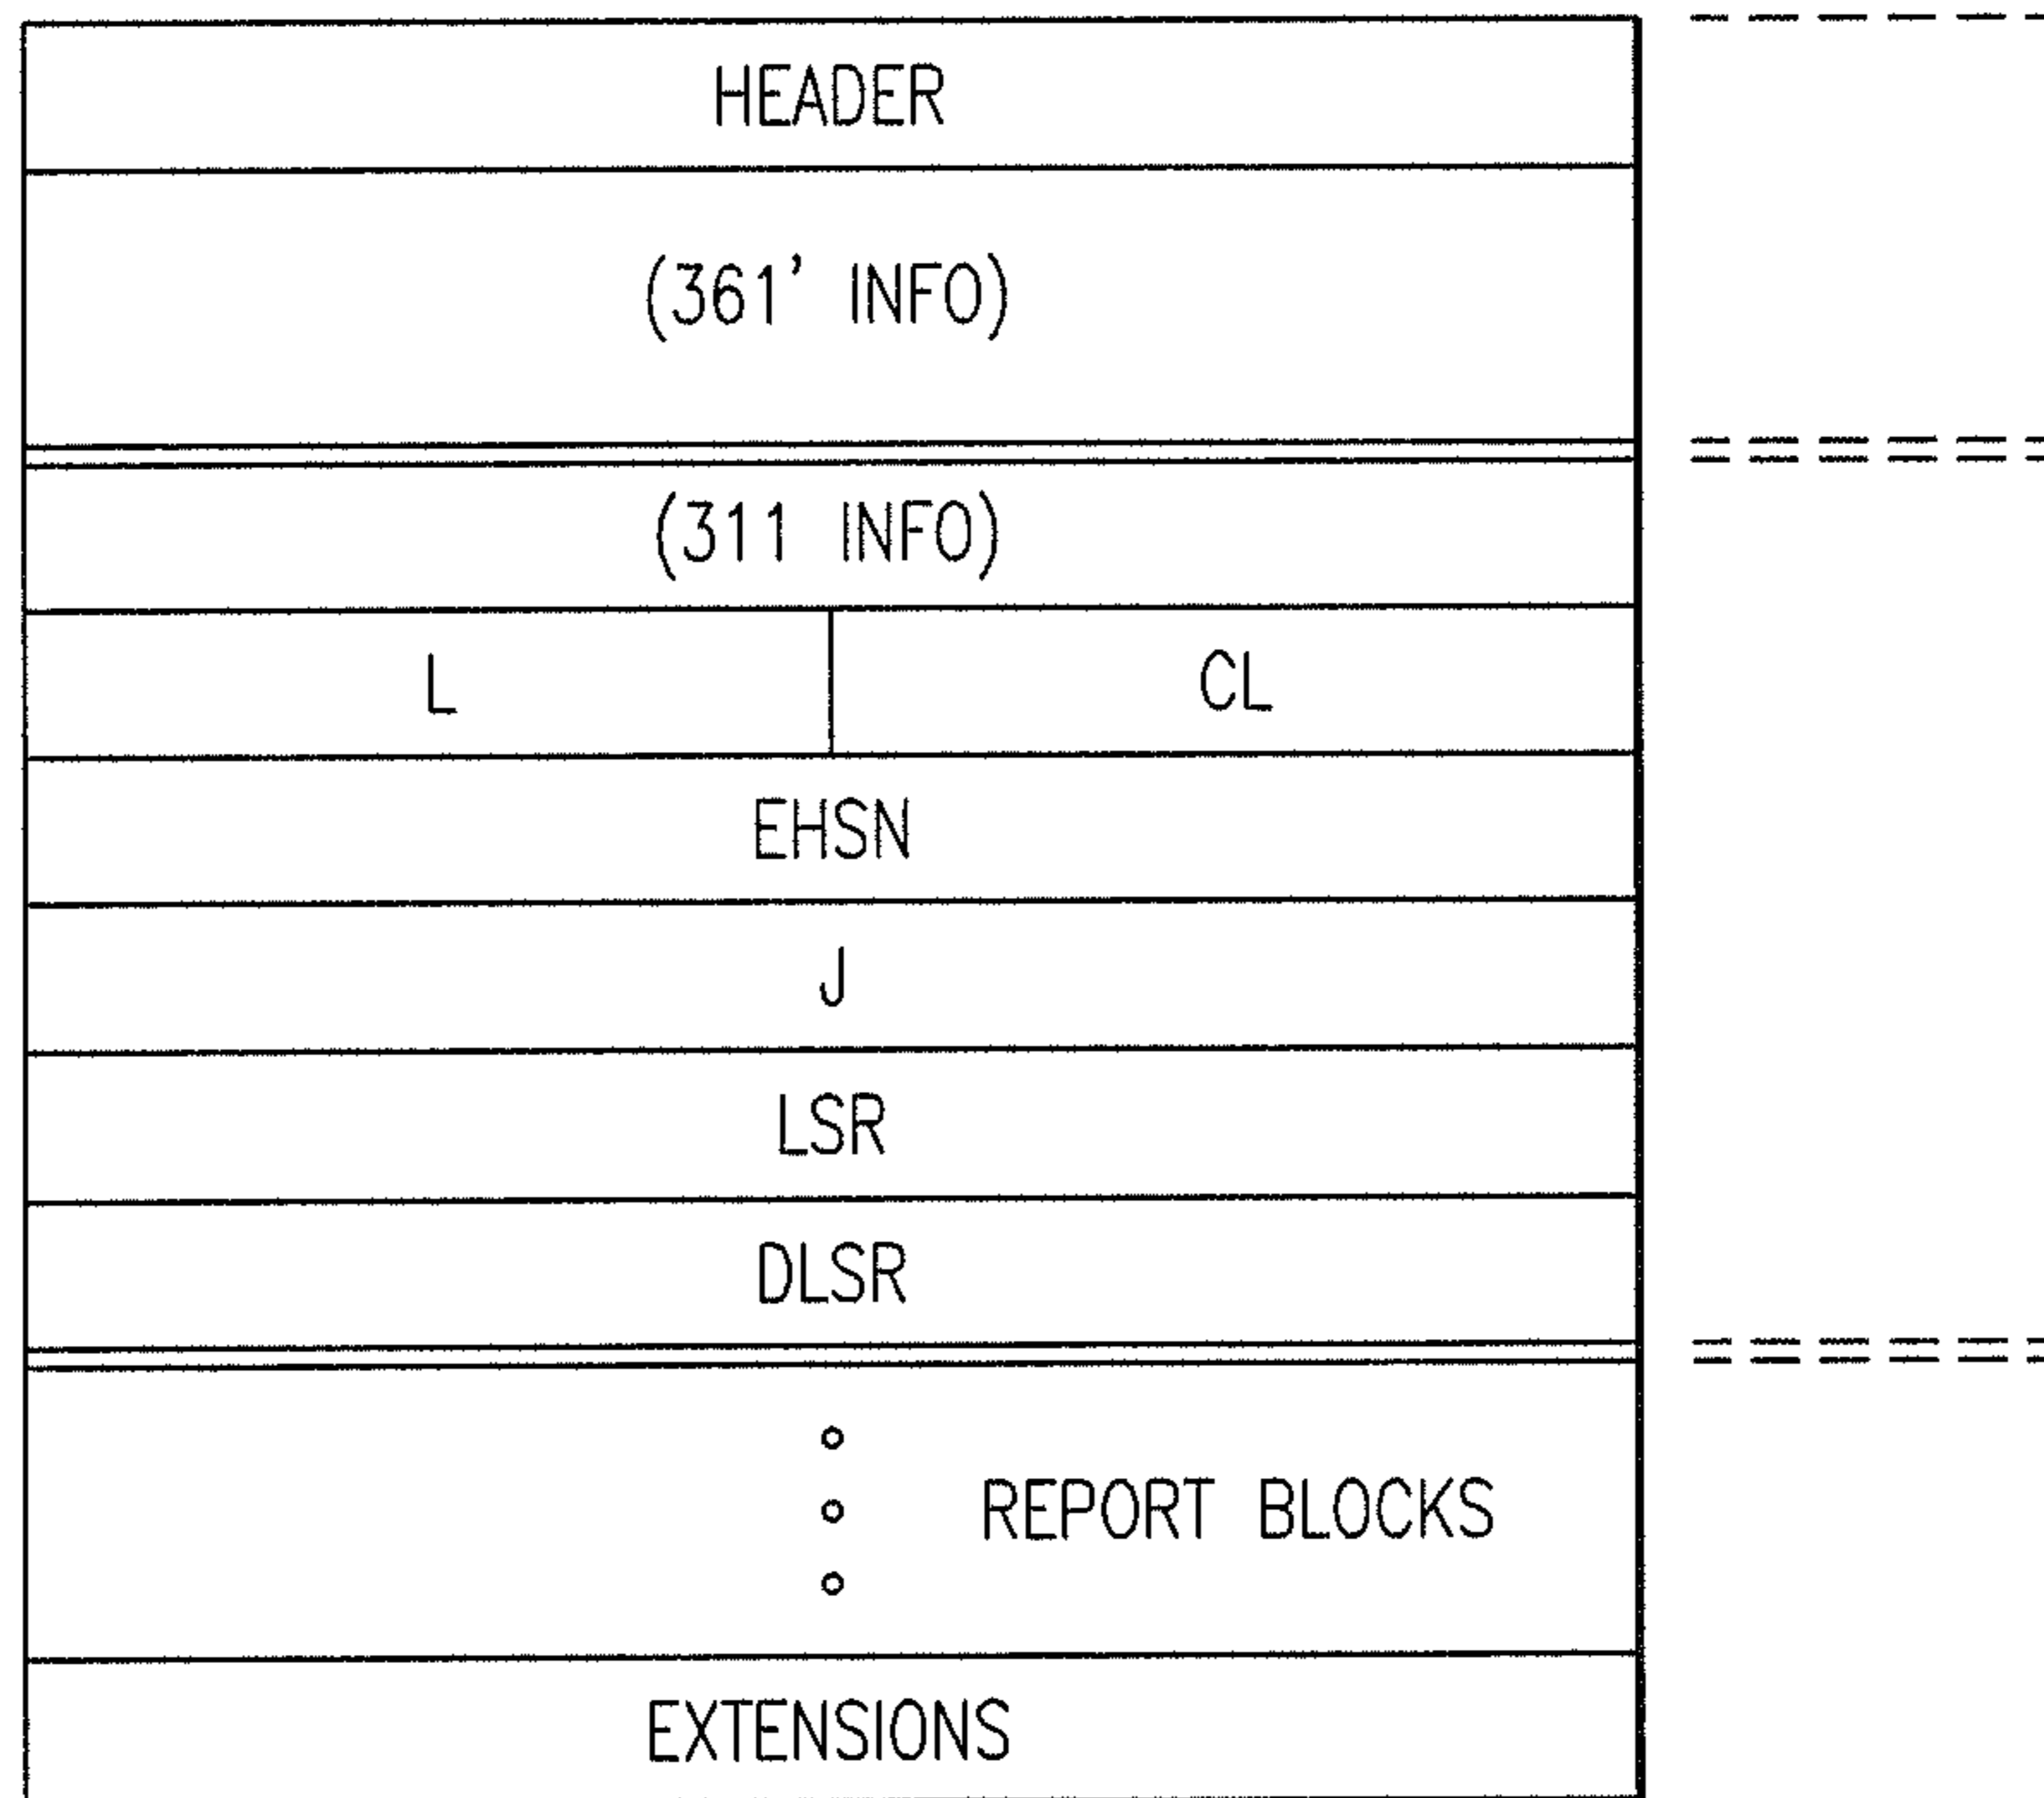 HEADER
(361' INFO)
(311 INFO)
L CL
EHSN
J
LSR
DLSR
REPORT BLOCKS
EXTENSIONS